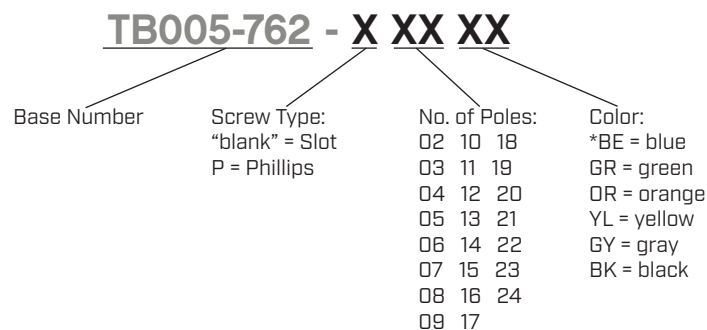 TB005-762 - X XX XX
Base Number
Screw Type:
“blank” = Slot
P = Phillips
No. of Poles:
02 10 18
03 11 19
04 12 20
05 13 21
06 14 22
07 15 23
08 16 24
09 17
Color:
*BE = blue
GR = green
OR = orange
YL = yellow
GY = gray
BK = black